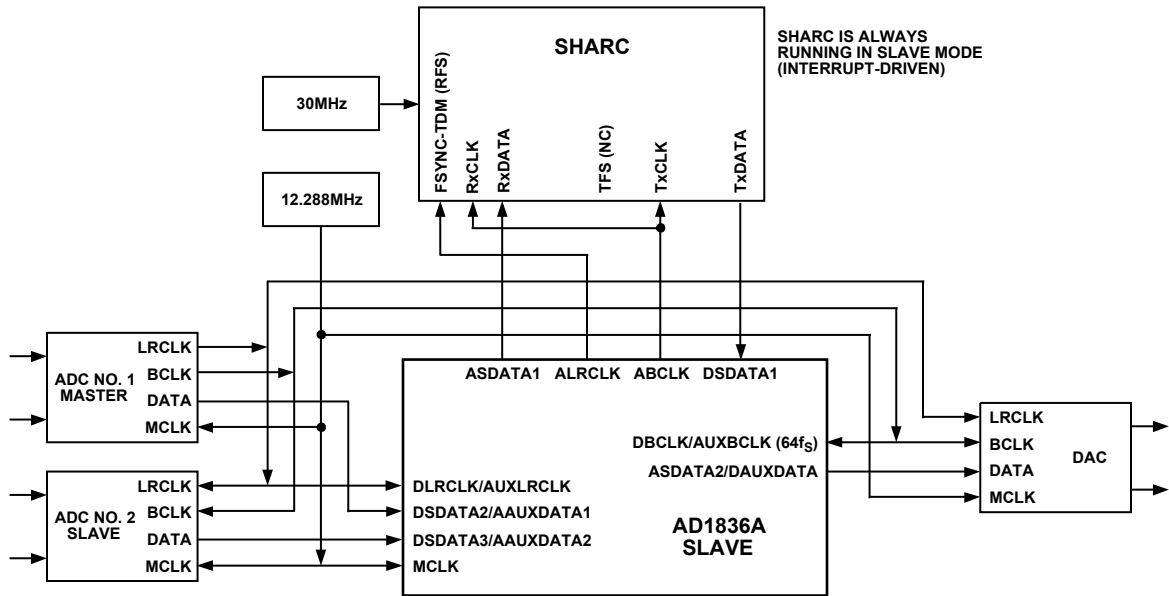 SHARC
SHARC IS ALWAYS
RUNNING IN SLAVE MODE
(INTERRUPT-DRIVEN)
30MHz
12.288MHz
FSYNC-TDM (RFS)
RxCLK
RxDATA
TFS (NC)
TxCLK
TxDATA
ADC NO. 1
MASTER
LRCLK
BCLK
DATA
MCLK
ADC NO. 2
SLAVE
LRCLK
BCLK
DATA
MCLK
ASDATA1 ALRCLK ABCLK DSDATA1
DBCLK/AUXBCLK (64fS)
ASDATA2/DAUXDATA
DLRCLK/AUXLRCLK
DSDATA2/AAUXDATA1
DSDATA3/AAUXDATA2
MCLK
AD1836A
SLAVE
LRCLK
BCLK
DATA
MCLK
DAC